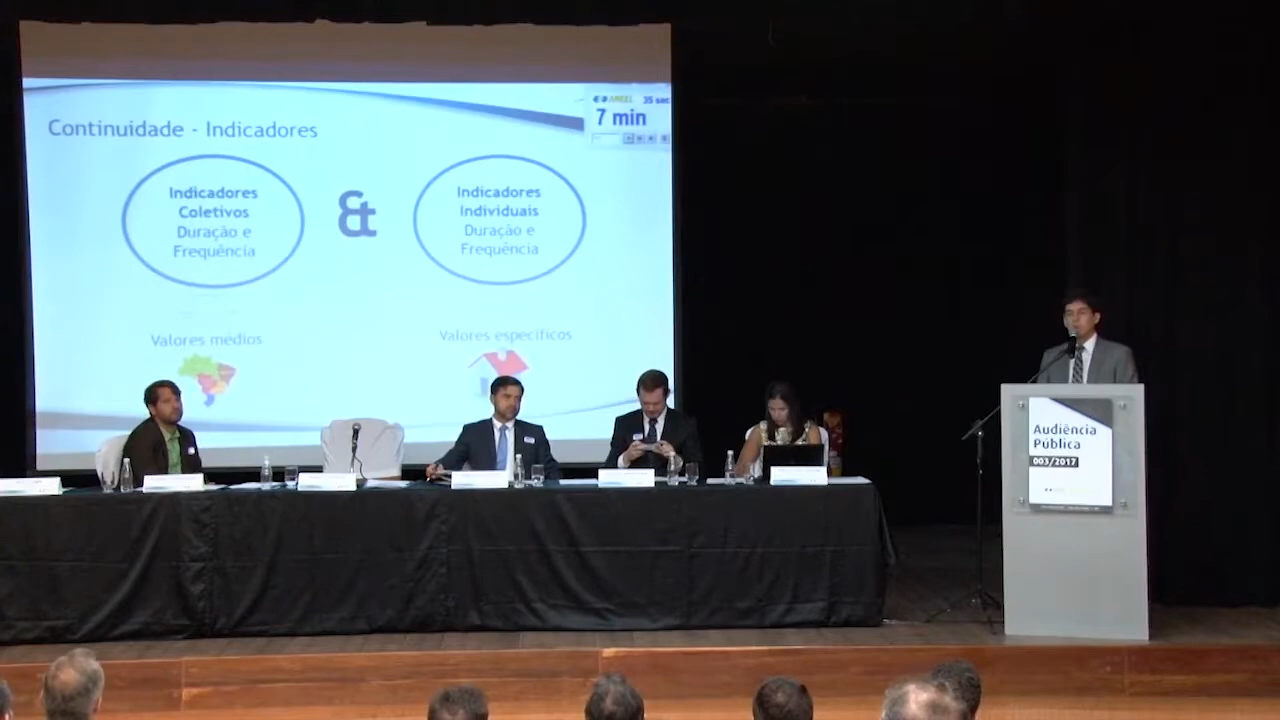 Continuidade - Indicadores
ANEEL 35 sec
7 min
Indicadores
Coletivos
Duração e
Frequência
&
Indicadores
Individuais
Duração e
Frequência
Valores médios
Valores específicos
Audiência
Pública
003/2017